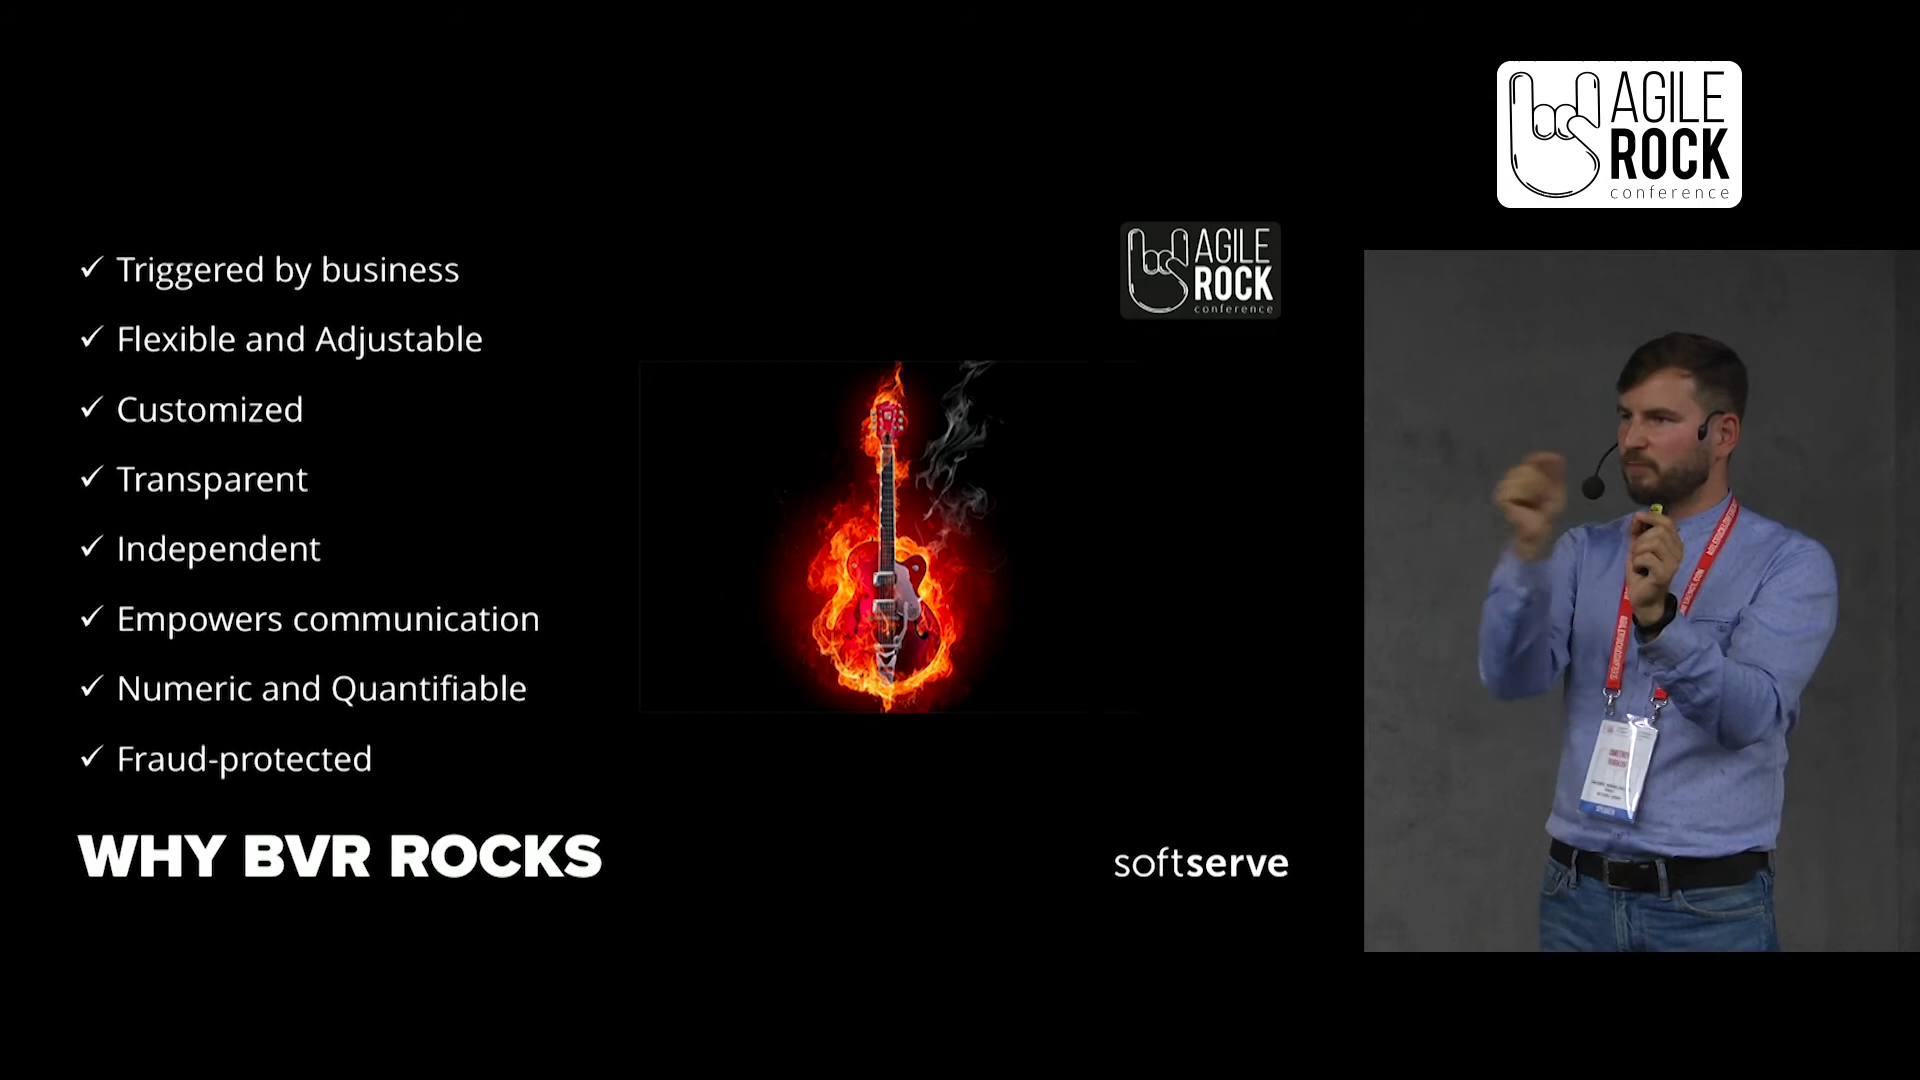 AGILE
ROCK
conference
AGILE
ROCK
conference
✓ Triggered by business
✓ Flexible and Adjustable
✓ Customized
✓ Transparent
✓ Independent
✓ Empowers communication
✓ Numeric and Quantifiable
✓ Fraud-protected
WHY BVR ROCKS
softserve